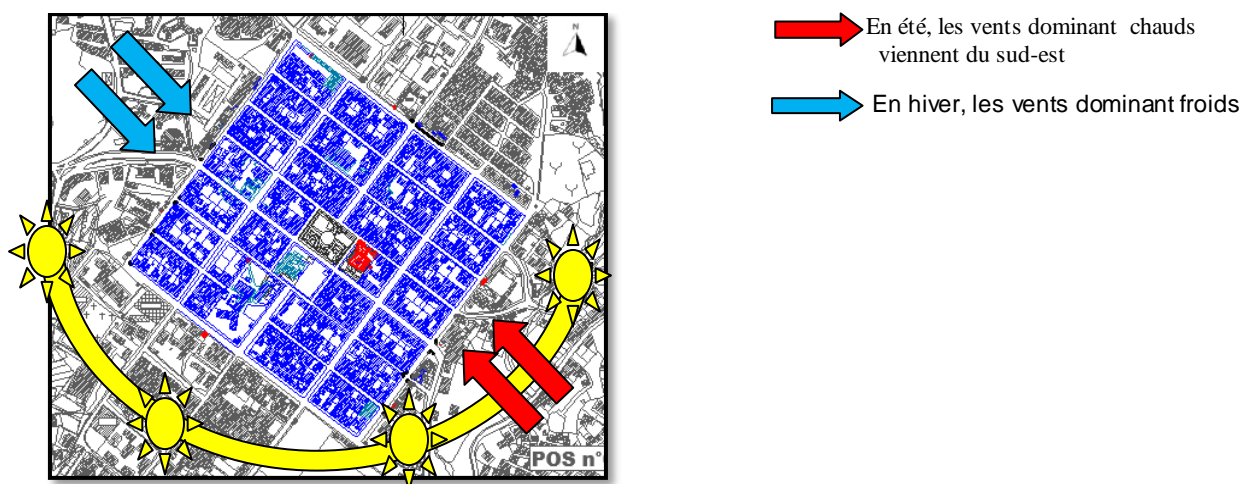 En été, les vents dominant chauds
viennent du sud-est
En hiver, les vents dominant froids
POS n°